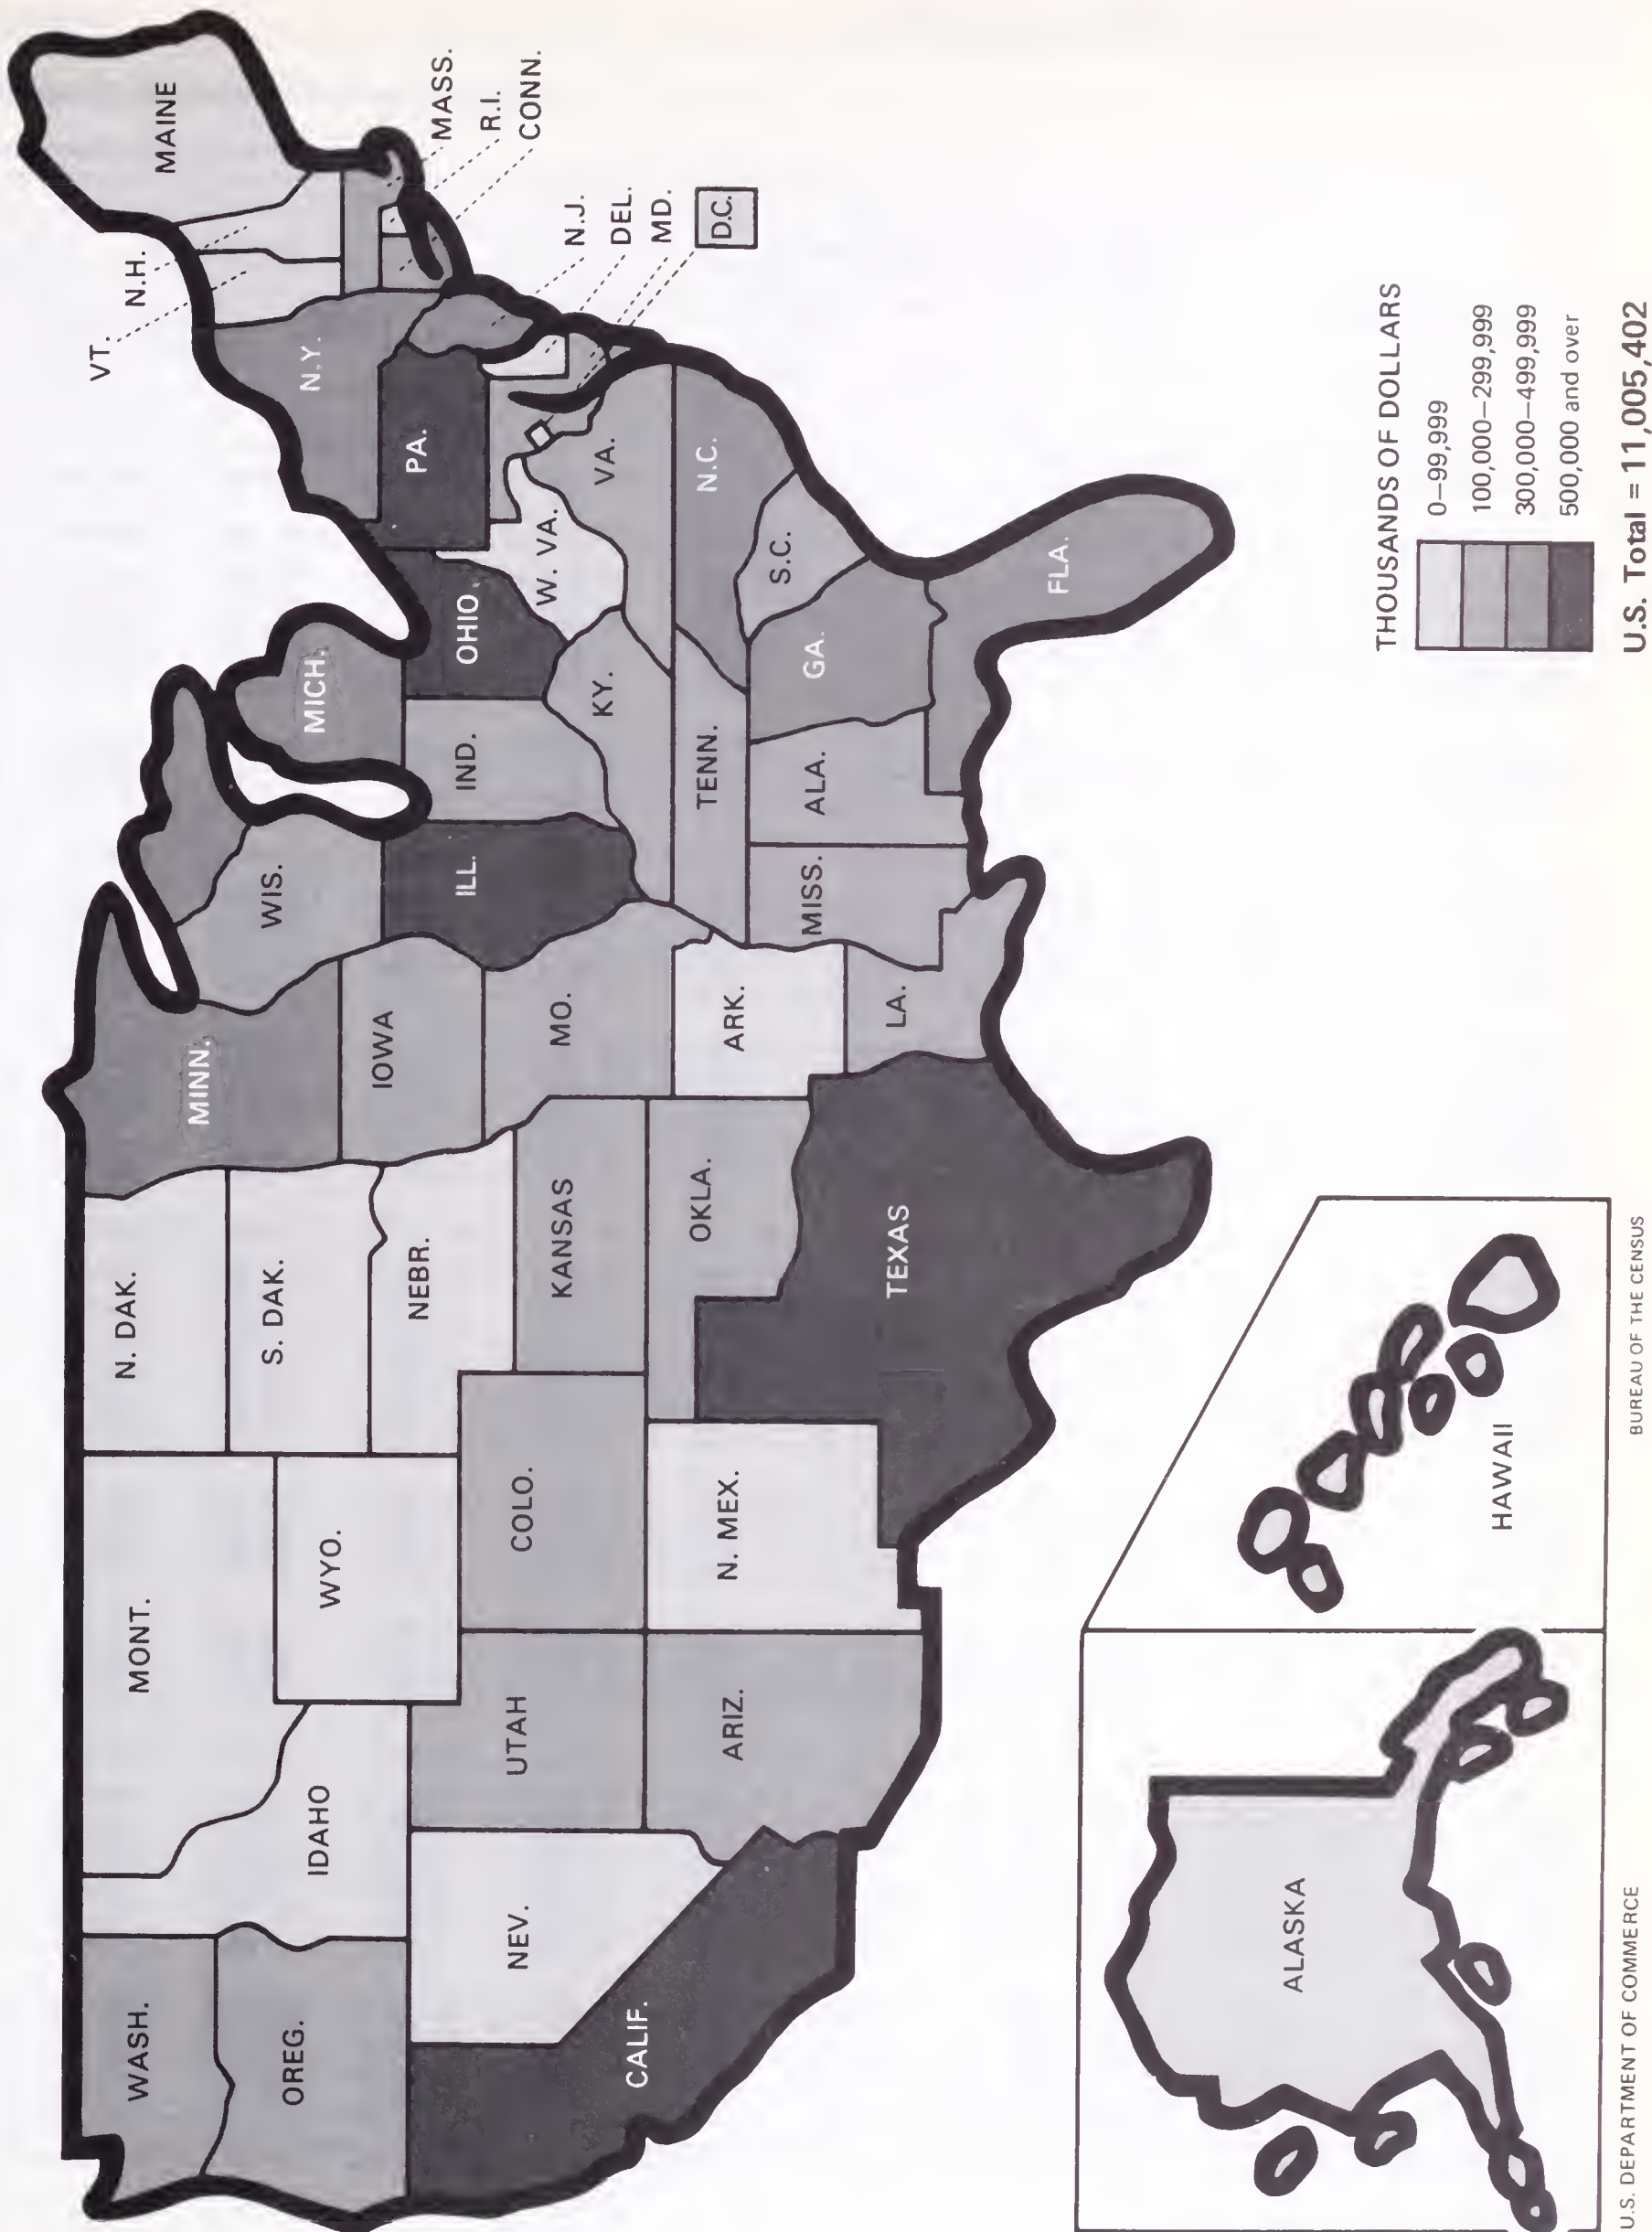 WASH.
OREG.
CALIF.
NEV.
IDAHO
MONT.
WYO.
UTAH
ARIZ.
COLO.
N. MEX.
N. DAK.
S. DAK.
NEBR.
KANSAS
OKLA.
TEXAS
MINN.
IOWA
MO.
ARK.
LA.
WIS.
ILL.
MISS.
MICH.
IND.
OHIO
KY.
TENN.
ALA.
GA.
FLA.
S.C.
N.C.
VA.
W. VA.
PA.
N.Y.
VT.
N.H.
MAINE
MASS.
R.I.
CONN.
N.J.
DEL.
MD.
D.C.
ALASKA
HAWAII
THOUSANDS OF DOLLARS
0–99,999
100,000–299,999
300,000–499,999
500,000 and over
U.S. Total = 11,005,402
U.S. DEPARTMENT OF COMMERCE
BUREAU OF THE CENSUS